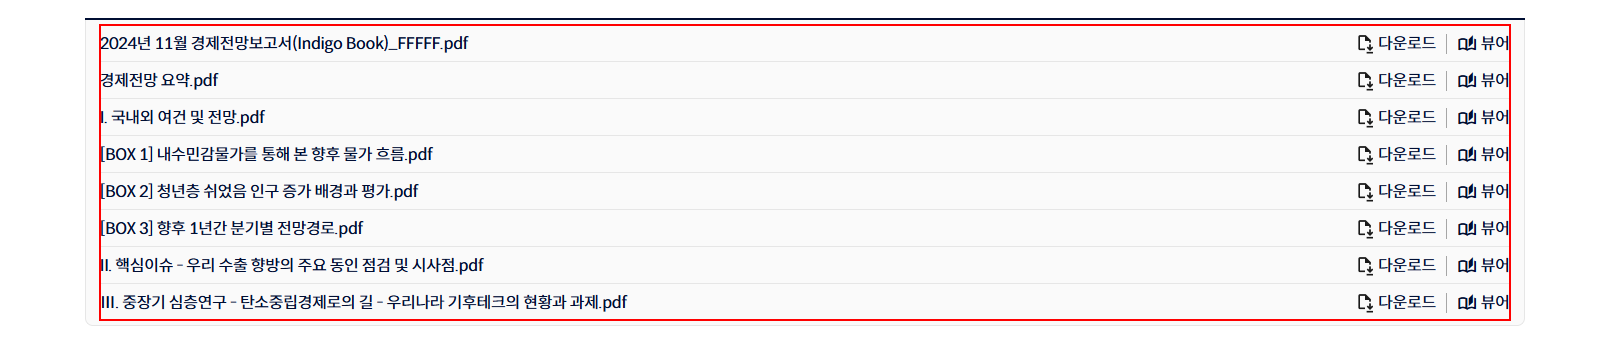 2024년 11월 경제전망보고서(Indigo Book)_FFFFF.pdf 다운로드 뷰어
경제전망 요약.pdf 다운로드 뷰어
I. 국내외 여건 및 전망.pdf 다운로드 뷰어
[BOX 1] 내수민감물가를 통해 본 향후 물가 흐름.pdf 다운로드 뷰어
[BOX 2] 청년층 쉬었음 인구 증가 배경과 평가.pdf 다운로드 뷰어
[BOX 3] 향후 1년간 분기별 전망경로.pdf 다운로드 뷰어
II. 핵심이슈 - 우리 수출 향방의 주요 동인 점검 및 시사점.pdf 다운로드 뷰어
III. 중장기 심층연구 - 탄소중립경제로의 길 - 우리나라 기후테크의 현황과 과제.pdf 다운로드 뷰어